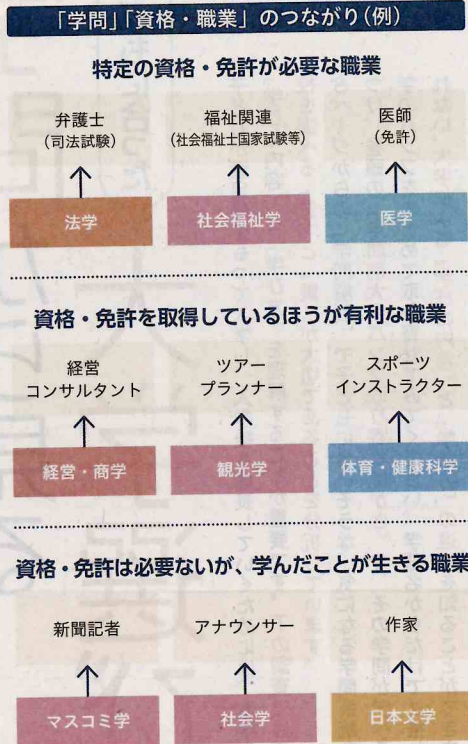 「学問」「資格・職業」のつながり(例)
特定の資格・免許が必要な職業
弁護士
(司法試験)
福祉関連
(社会福祉士国家試験等)
医師
(免許)
法学
社会福祉学
医学
資格・免許を取得しているほうが有利な職業
経営
コンサルタント
ツアー
プランナー
スポーツ
インストラクター
経営・商学
観光学
体育・健康科学
資格・免許は必要ないが、学んだことが生きる職業
新聞記者
アナウンサー
作家
マスコミ学
社会学
日本文学